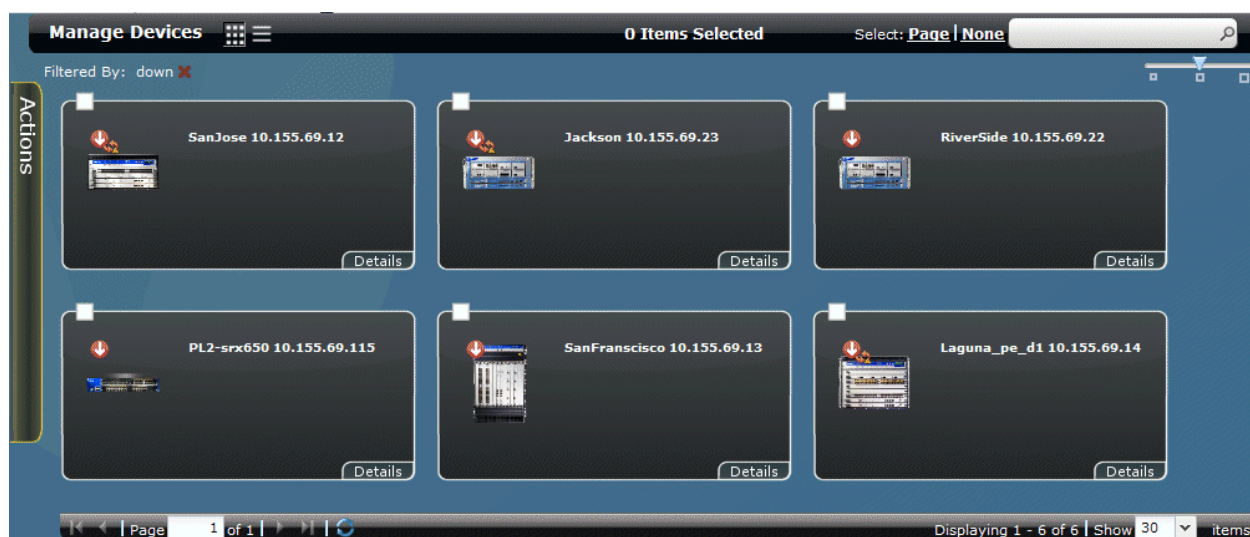 Manage Devices 0 Items Selected Select: Page | None
Filtered By: down
Actions
SanJose 10.155.69.12 Jackson 10.155.69.23 RiverSide 10.155.69.22
Details Details Details
PL2-srx650 10.155.69.115 SanFranscisco 10.155.69.13 Laguna_pe_d1 10.155.69.14
Details Details Details
Page 1 of 1 Displaying 1 - 6 of 6 Show 30 items